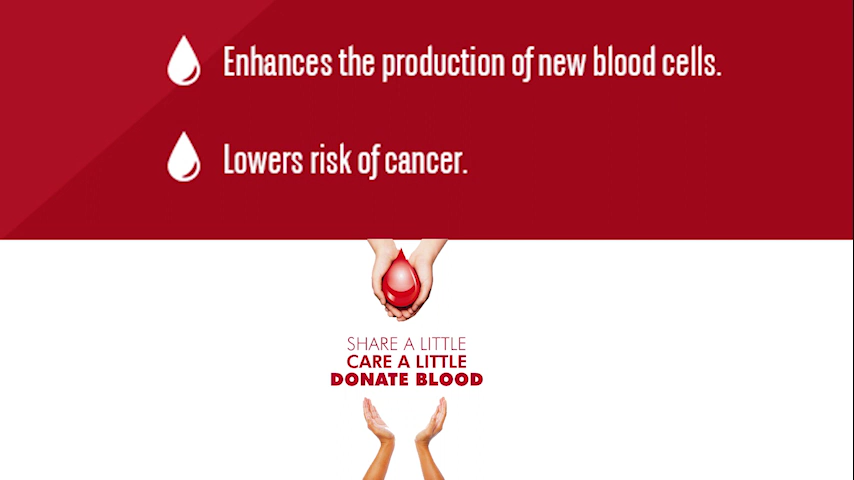 Enhances the production of new blood cells.
Lowers risk of cancer.
SHARE A LITTLE
CARE A LITTLE
DONATE BLOOD